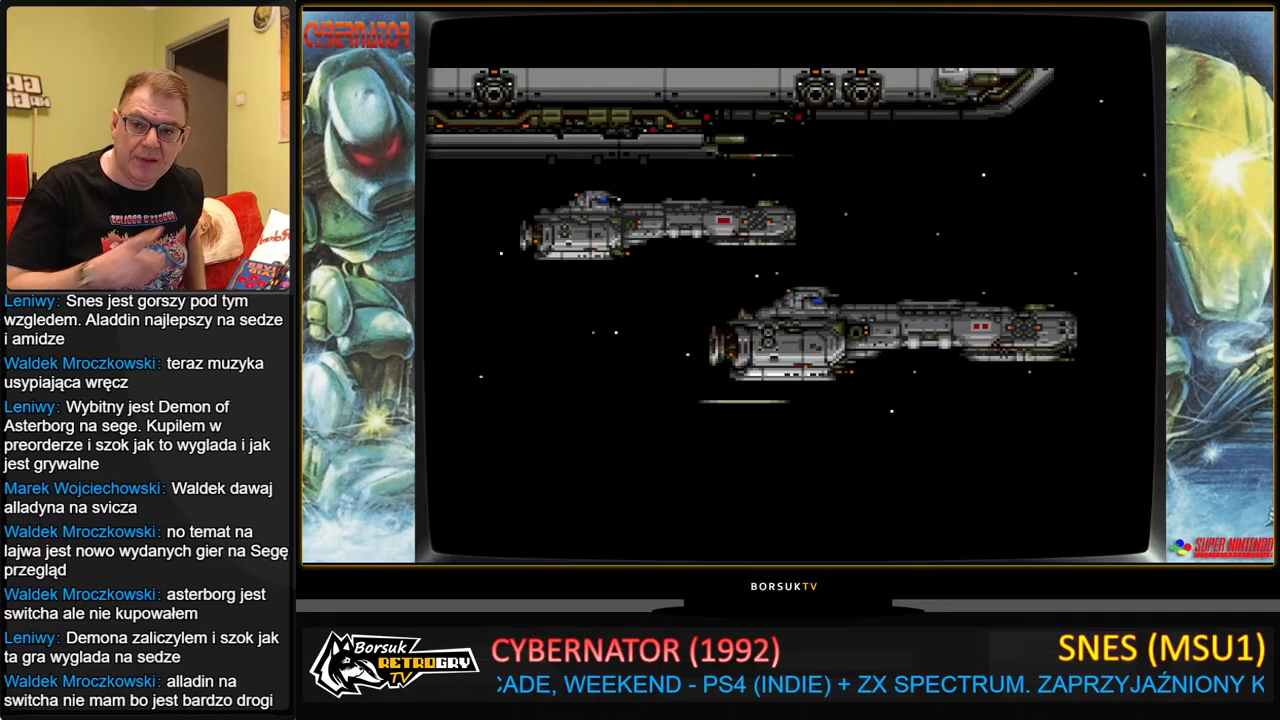 CYBERNATOR
Leniwy: Snes jest gorszy pod tym
wzgledem. Aladdin najlepszy na sedze
i amidze
Waldek Mroczkowski: teraz muzyka
usypiająca wręcz
Leniwy: Wybitny jest Demon of
Asterborg na sege. Kupilem w
preorderze i szok jak to wyglada i jak
jest grywalne
Marek Wojciechowski: Waldek dawaj
alladyna na svicza
Waldek Mroczkowski: no temat na
lajwa jest nowo wydanych gier na Segę
przegląd
Waldek Mroczkowski: asterborg jest
switcha ale nie kupowałem
Leniwy: Demona zaliczylem i szok jak
ta gra wyglada na sedze
Waldek Mroczkowski: alladin na
switcha nie mam bo jest bardzo drogi
SUPER NINTENDO
BORSUKTV
Borsuk
RETROGRY
TV
CYBERNATOR (1992)
SNES (MSU1)
CADE, WEEKEND - PS4 (INDIE) + ZX SPECTRUM. ZAPRZYJAŹNIONY K